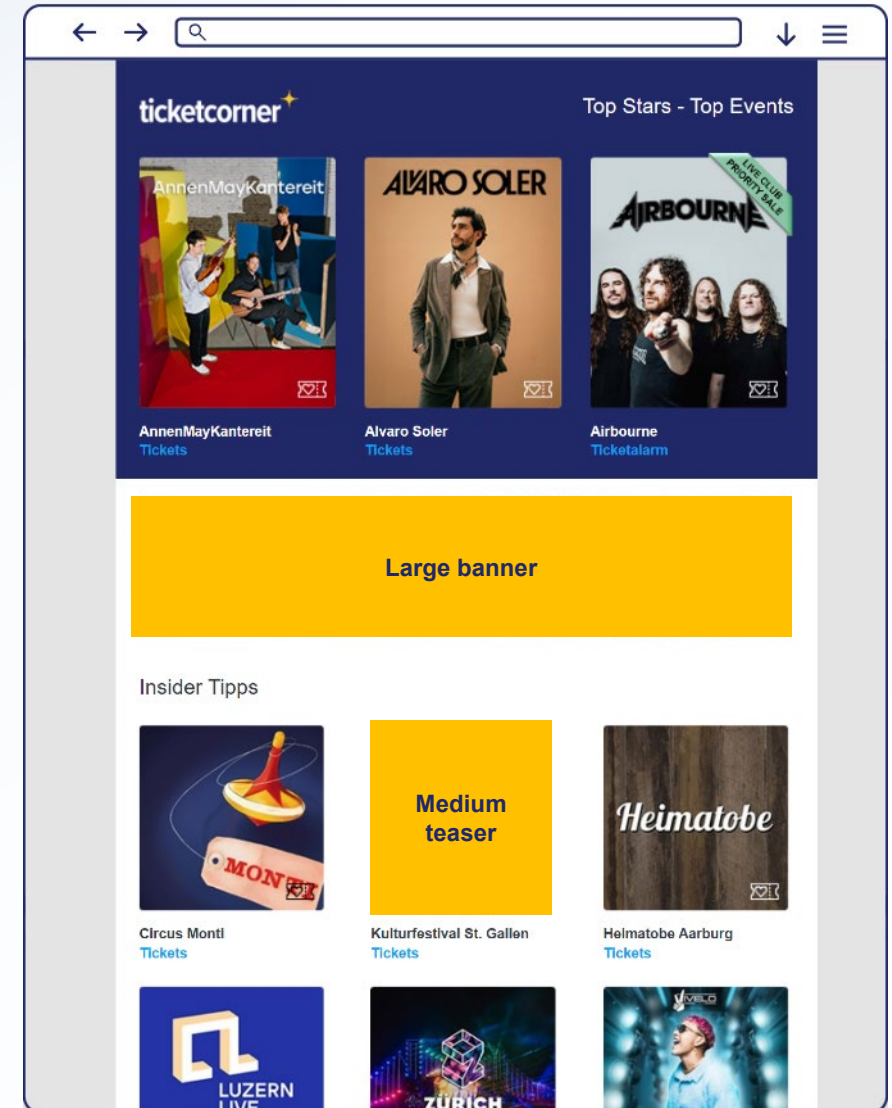 ticketcorner
Top Stars - Top Events
AnnenMayKantereit
ALVARO SOLER
LIVE CLUB
PRIORITY SALE
AIRBOURNE
AnnenMayKantereit
Alvaro Soler
Airbourne
Tickets
Tickets
Ticketalarm
Large banner
Insider Tipps
MONTI
Medium
teaser
Heimatobe
Circus Monti
Kulturfestival St. Gallen
Heimatobe Aarburg
Tickets
Tickets
Tickets
LUZERN
LIVE
ZÜRICH
VIVELO